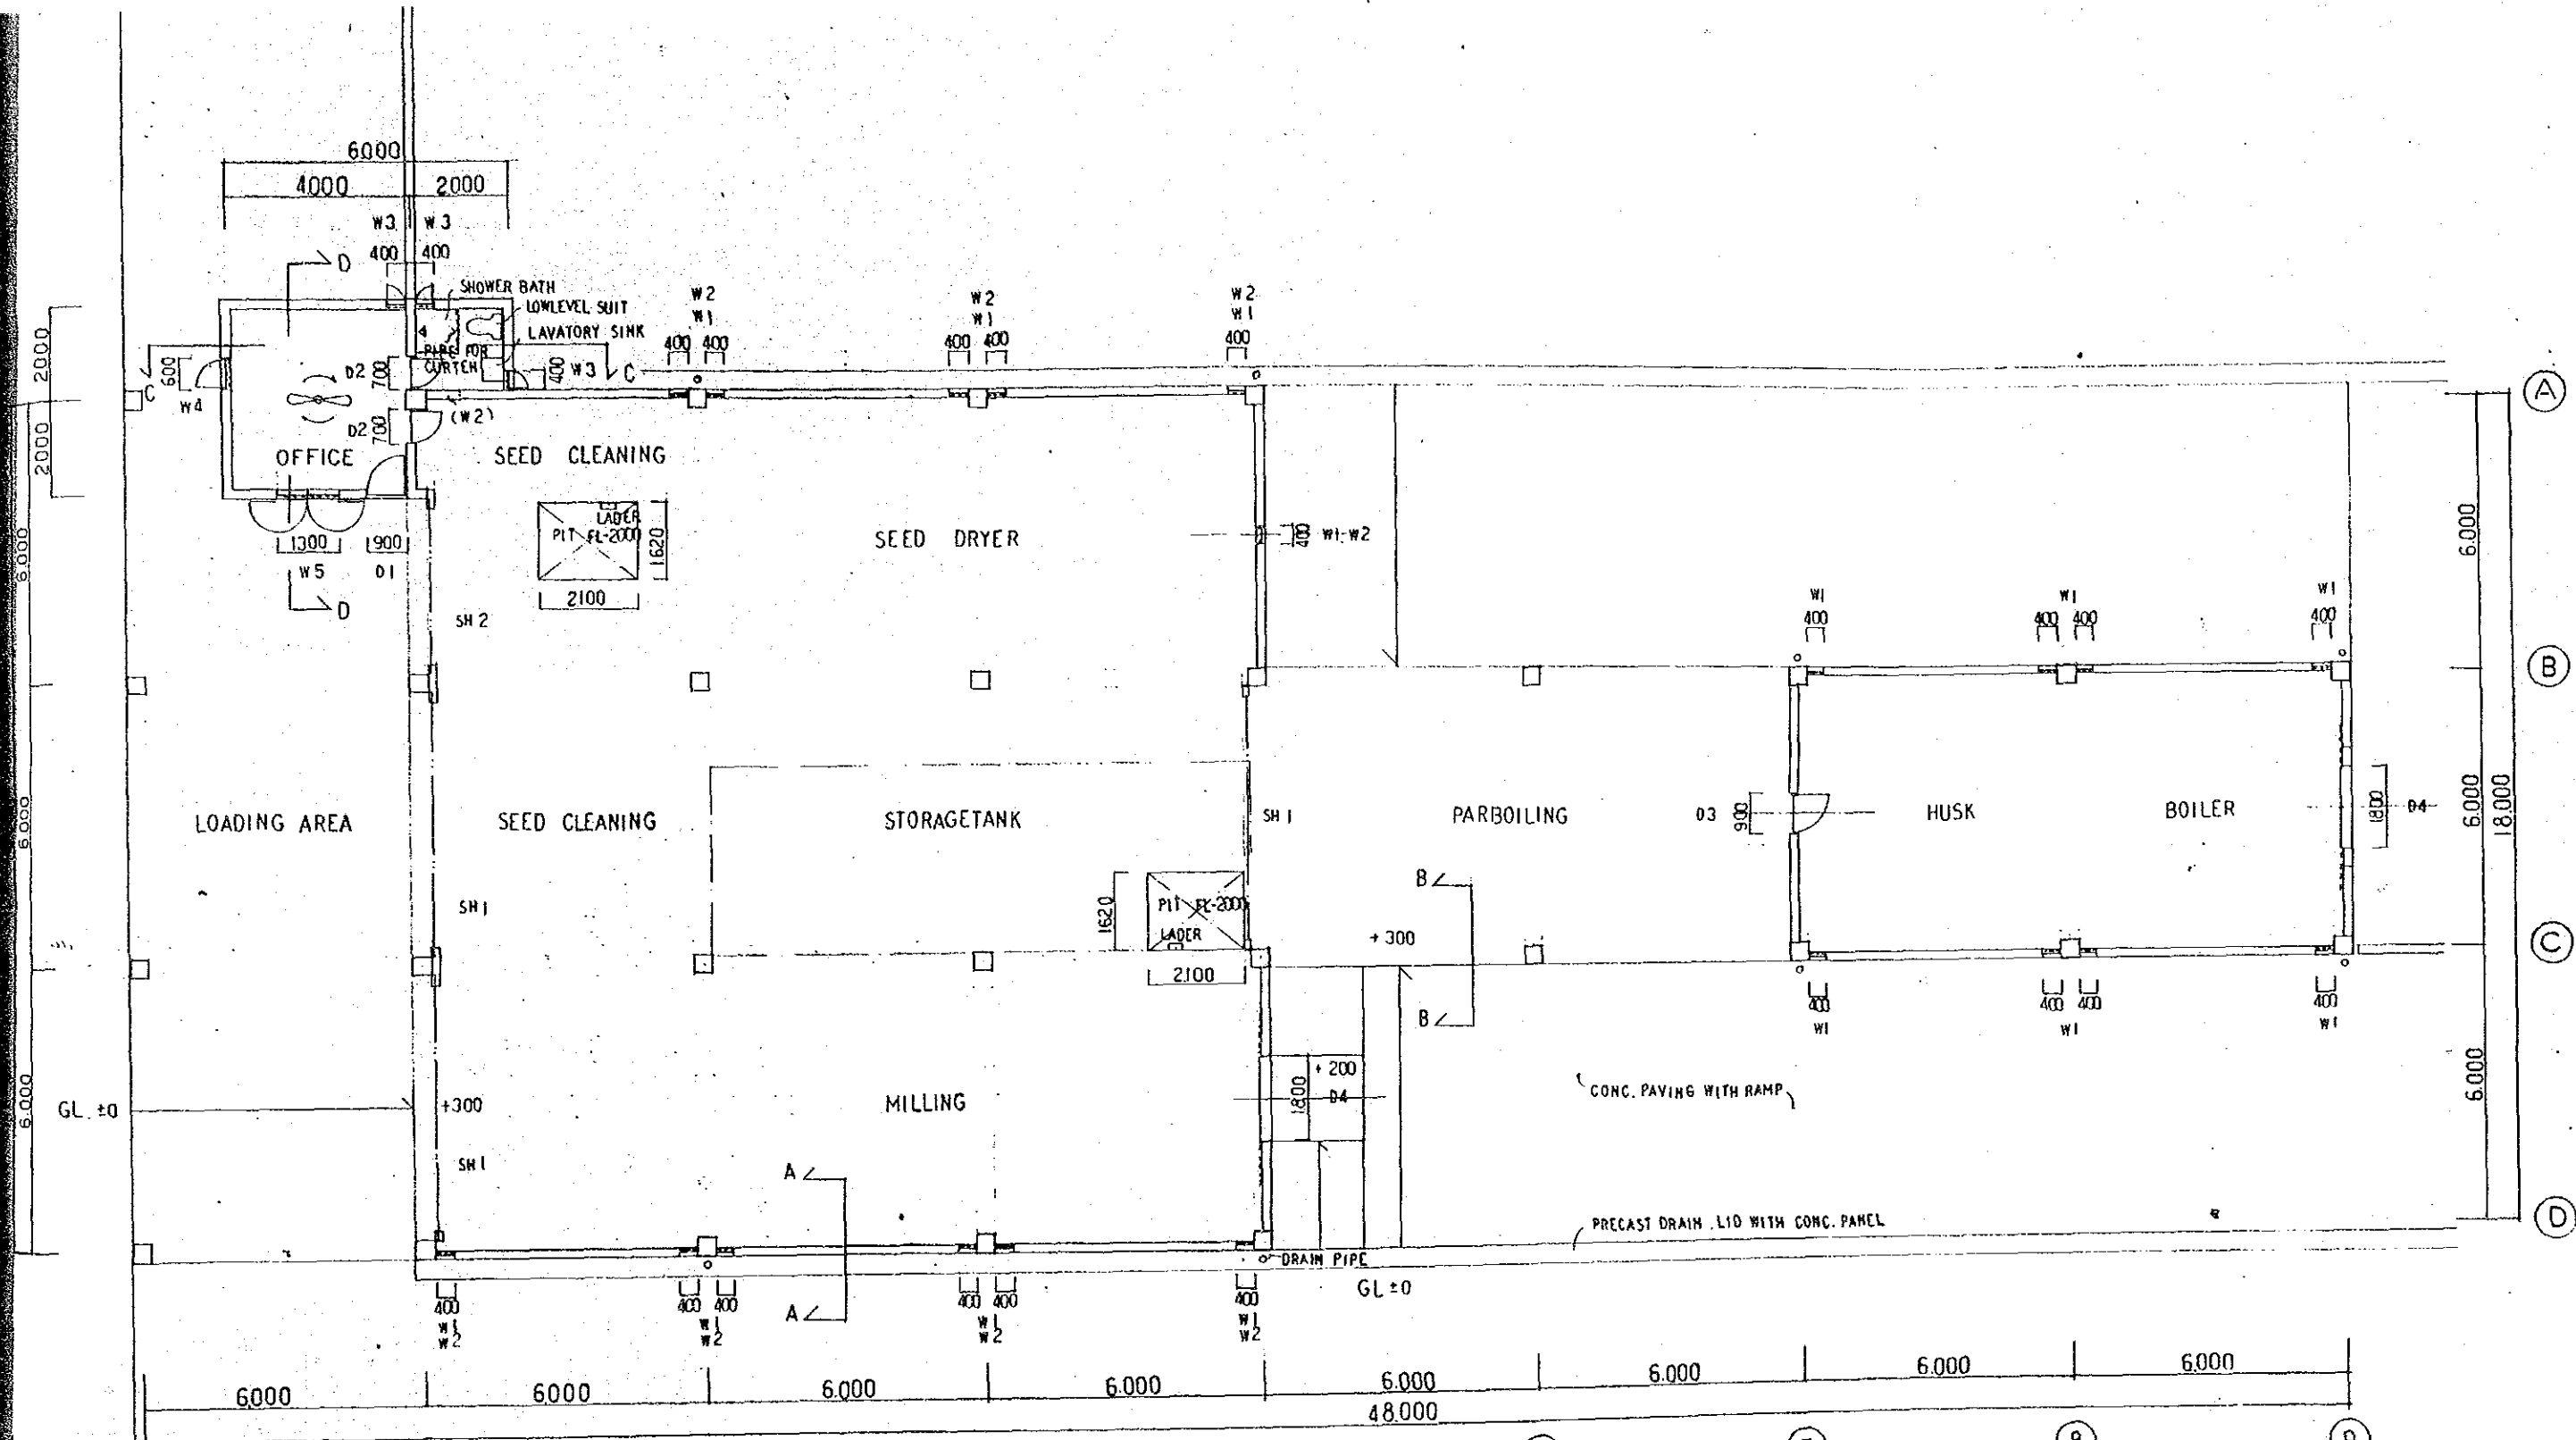 6000
4000 2000
W3 W3
400 400
D
SHOWER BATH
LOWLEVEL SUIT
LAVATORY SINK
PIPE FOR
CURTEN
400 W3 C
C
600
W4
D2 700
D2 700
(W2)
OFFICE
1300 900
W5 D1
D
2000
2000
W2
W1
400 400
W2
W1
400 400
W2
W1
400
A
SEED CLEANING
LADER
PIT FL-2000
1620
2100
SEED DRYER
400 W1-W2
SH 2
6.000
6.000
W1
400
W1
400 400
W1
400
B
LOADING AREA
SEED CLEANING
STORAGETANK
SH 1
PARBOILING
D3 900
HUSK
BOILER
1800 D4
6.000
6.000
18.000
SH 1
1620
PIT FL-2000
LADER
2100
B
+ 300
B
C
400
W1
400 400
W1
400
W1
GL. ±0
+300
MILLING
+ 200
1800 D4
CONC. PAVING WITH RAMP
6.000
6.000
SH 1
A
A
PRECAST DRAIN . LID WITH CONC. PANEL
D
DRAIN PIPE
GL ±0
400
W1
W2
400 400
W1
W2
400 400
W1
W2
400
W1
W2
6.000 6.000 6.000 6.000 6.000 6.000 6.000 6.000
48.000